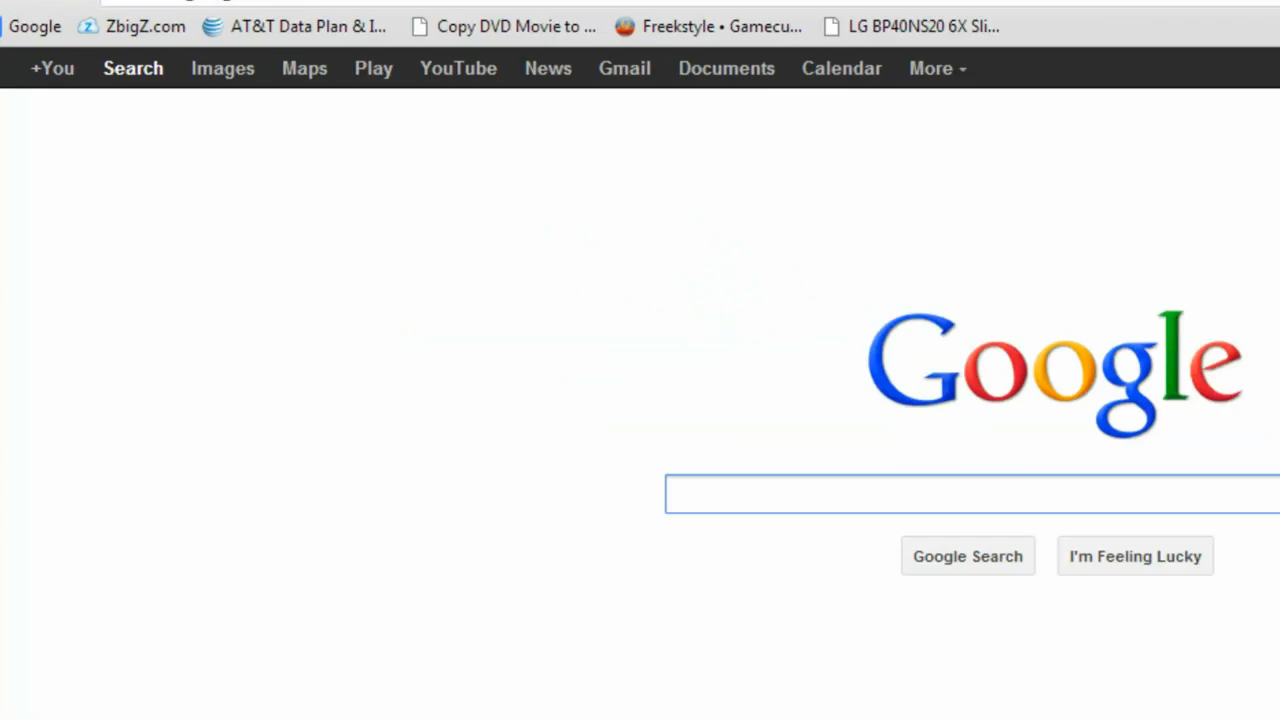 Google ZbigZ.com AT&T Data Plan & I... Copy DVD Movie to ... Freekstyle • Gamecu... LG BP40NS20 6X Sli...
+You Search Images Maps Play YouTube News Gmail Documents Calendar More
Google
Google Search I'm Feeling Lucky